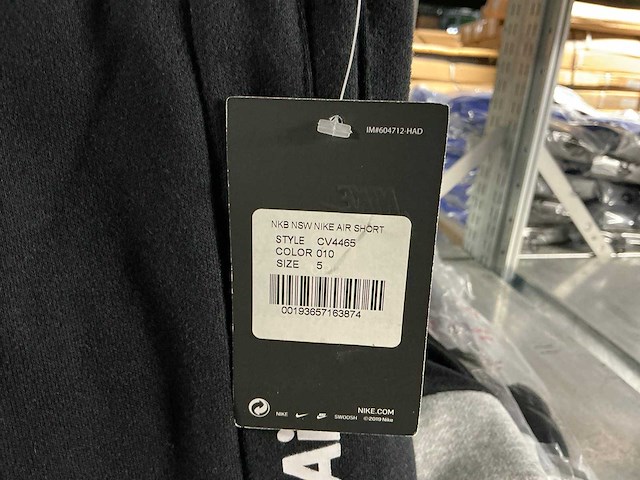 IM#604712-HAD
NKB NSW NIKE AIR SHORT
STYLE CV4465
COLOR 010
SIZE 5
00193657163874
NIKE SWOOSH
NIKE.COM
©2019 Nike
Air